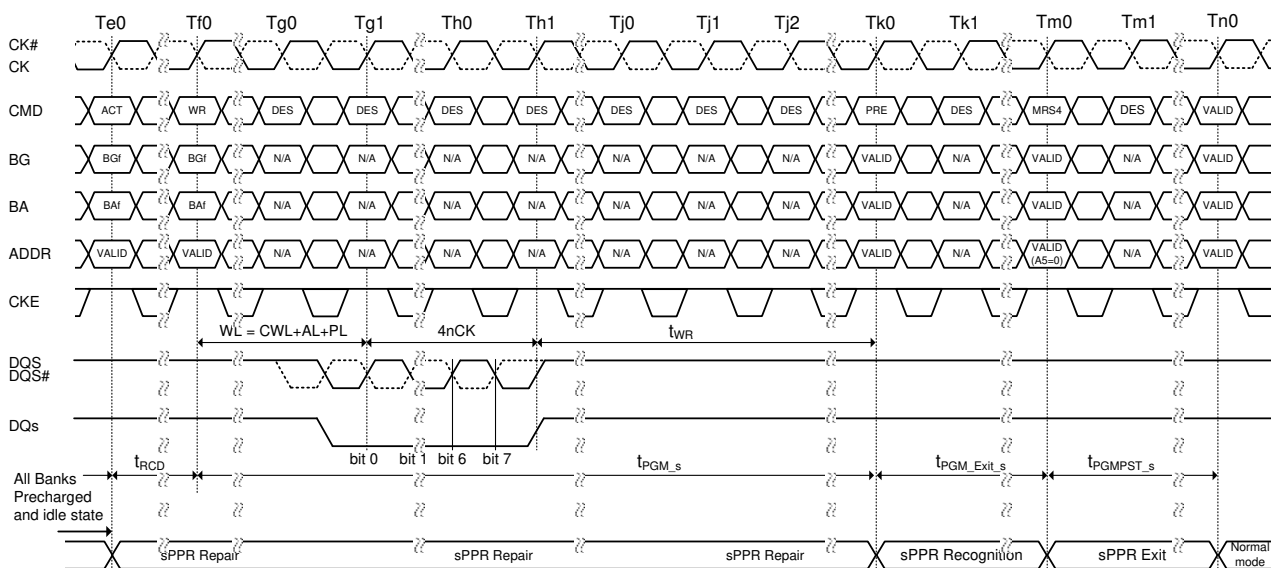 Te0 Tf0 Tg0 Tg1 Th0 Th1 Tj0 Tj1 Tj2 Tk0 Tk1 Tm0 Tm1 Tn0
CK#
CK
CMD ACT WR DES DES DES DES DES DES DES PRE DES MRS4 DES VALID
BG BGf BGf N/A N/A N/A N/A N/A N/A N/A VALID N/A VALID N/A VALID
BA BAf BAf N/A N/A N/A N/A N/A N/A N/A VALID N/A VALID N/A VALID
ADDR VALID VALID N/A N/A N/A N/A N/A N/A N/A VALID N/A VALID (A5=0) N/A VALID
CKE
WL = CWL+AL+PL 4nCK tWR
DQS
DQS#
DQs
bit 0 bit 1 bit 6 bit 7
tRCD tPGM_s tPGM_Exit_s tPGMPST_s
All Banks
Precharged
and idle state
sPPR Repair sPPR Repair sPPR Repair sPPR Recognition sPPR Exit Normal mode